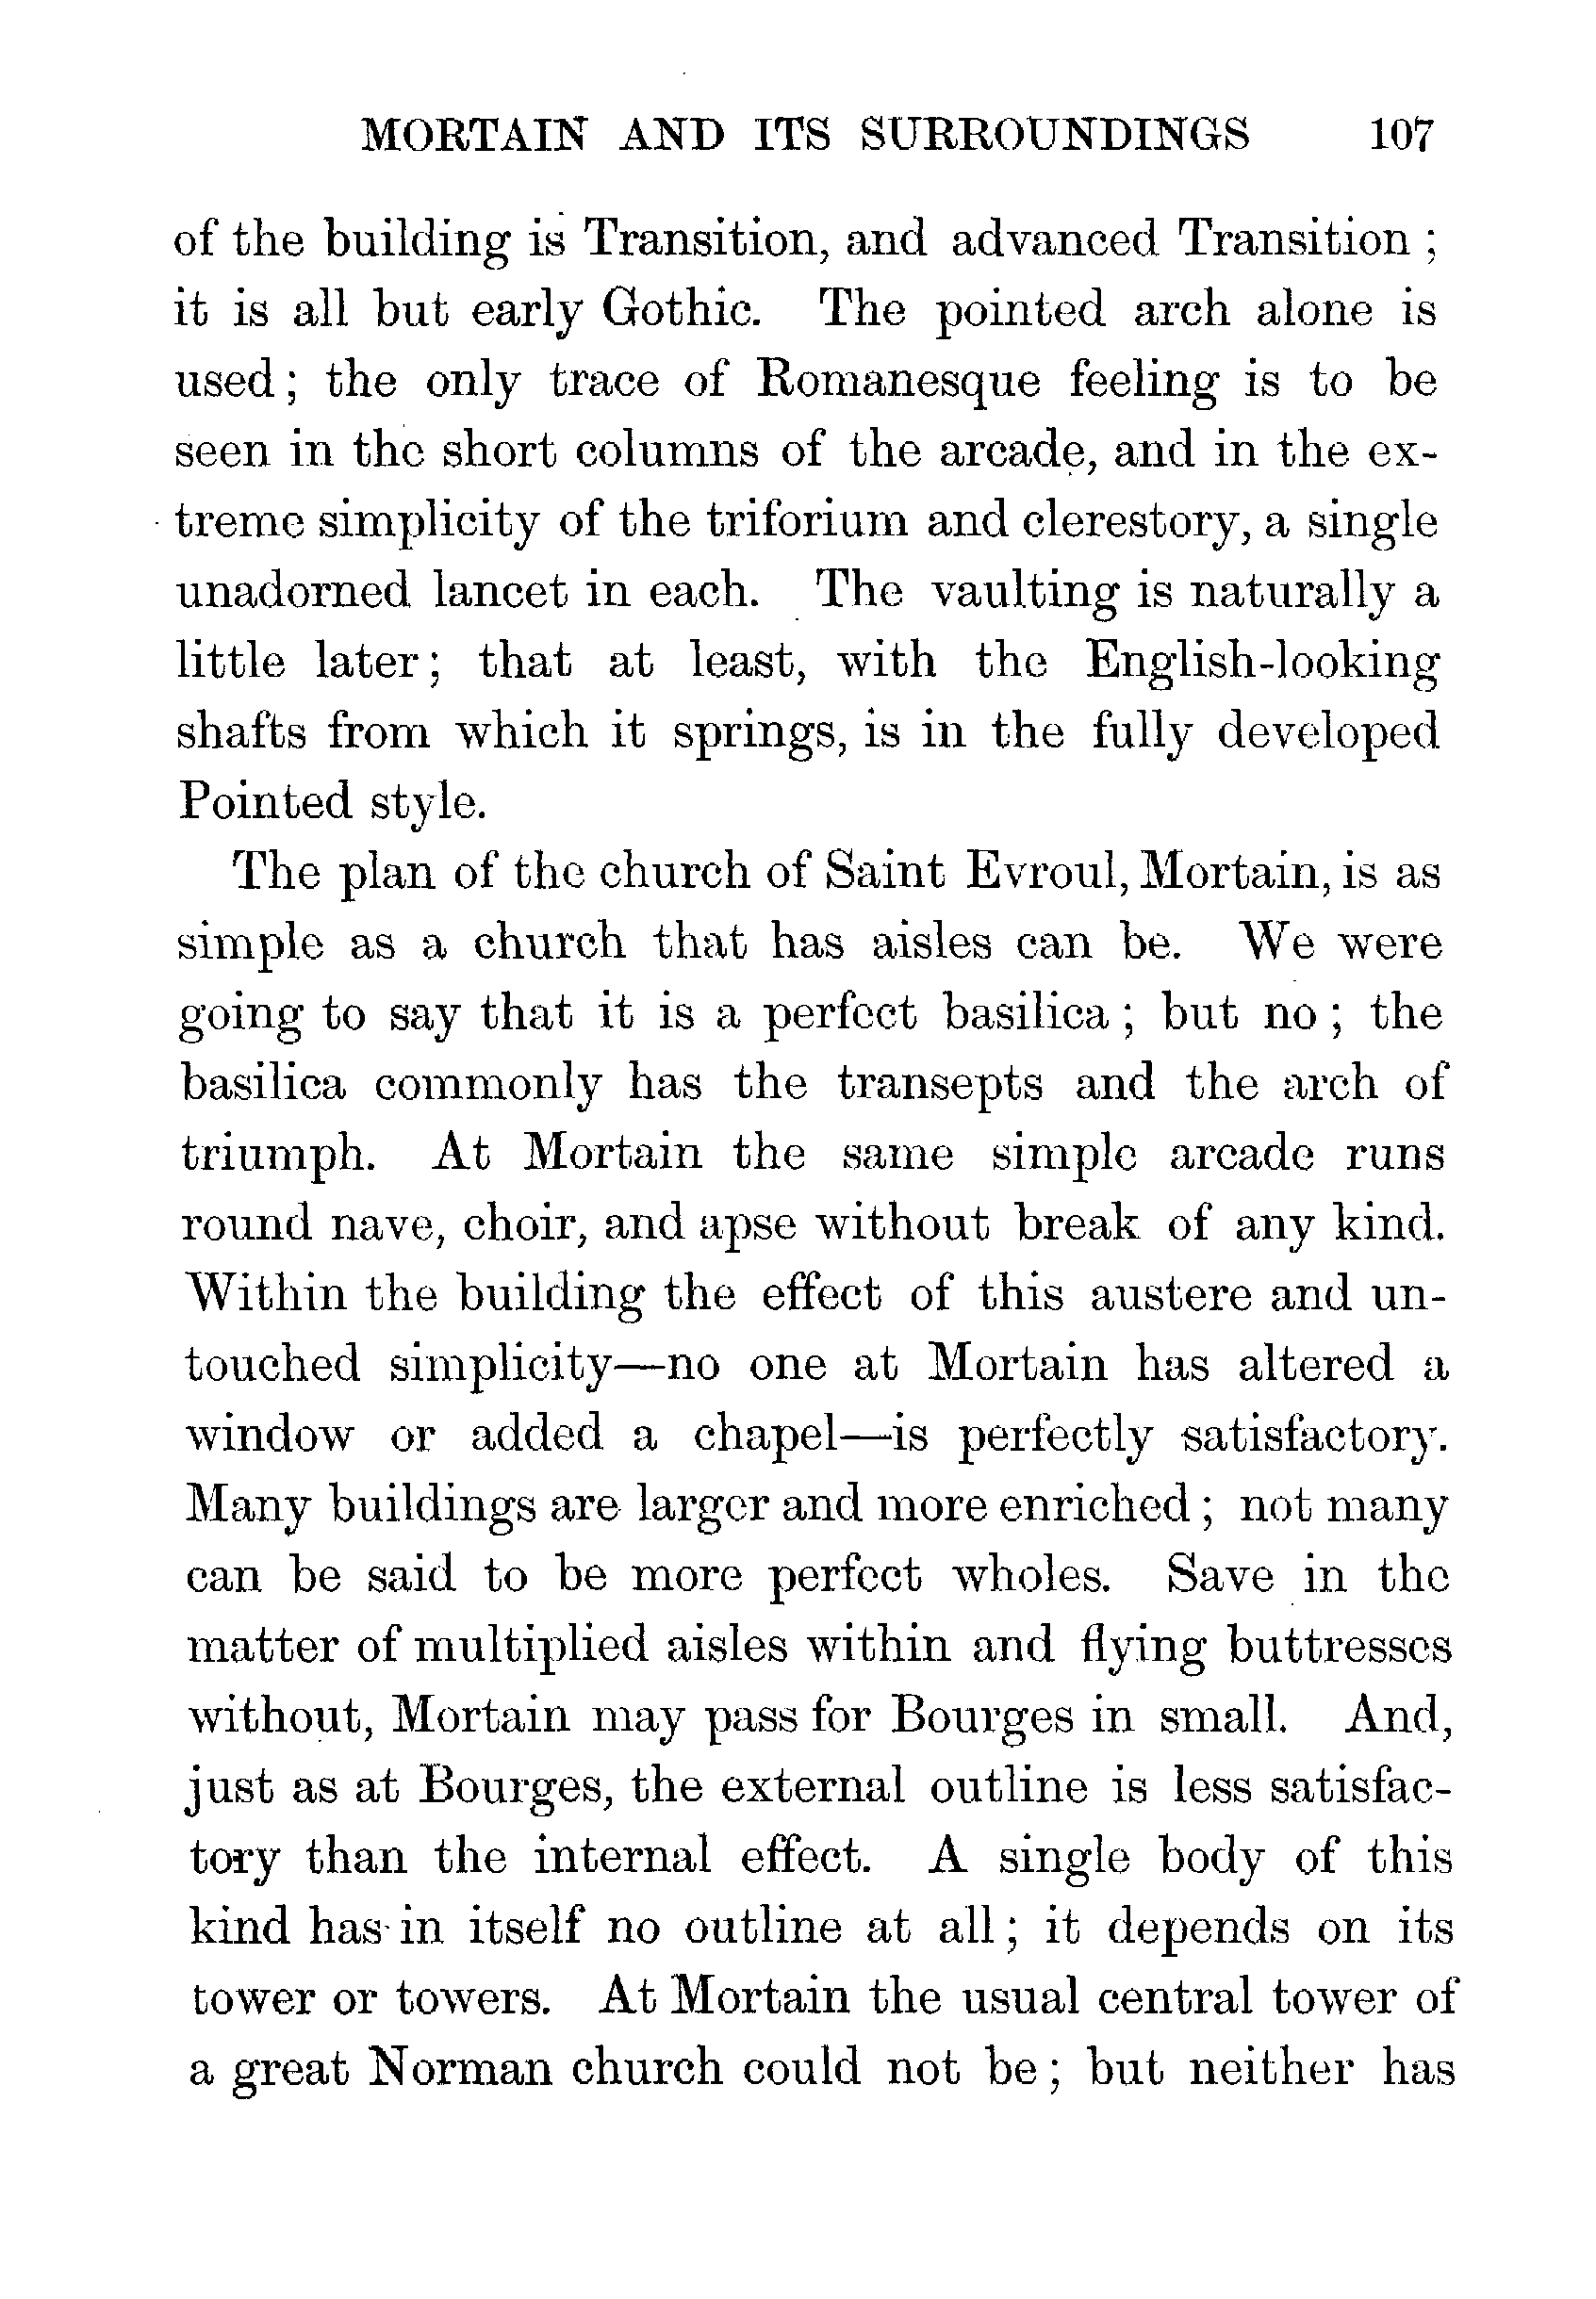 MORTAIN AND ITS SURROUNDINGS 107
of the building is Transition, and advanced Transition ;
it is all but early Gothic. The pointed arch alone is
used ; the only trace of Romanesque feeling is to be
seen in the short columns of the arcade, and in the ex-
treme simplicity of the triforium and clerestory, a single
unadorned lancet in each. The vaulting is naturally a
little later ; that at least, with the English-looking
shafts from which it springs, is in the fully developed
Pointed style.
The plan of the church of Saint Evroul, Mortain, is as
simple as a church that has aisles can be. We were
going to say that it is a perfect basilica ; but no ; the
basilica commonly has the transepts and the arch of
triumph. At Mortain the same simple arcade runs
round nave, choir, and apse without break of any kind.
Within the building the effect of this austere and un-
touched simplicity—no one at Mortain has altered a
window or added a chapel—is perfectly satisfactory.
Many buildings are larger and more enriched ; not many
can be said to be more perfect wholes. Save in the
matter of multiplied aisles within and flying buttresses
without, Mortain may pass for Bourges in small. And,
just as at Bourges, the external outline is less satisfac-
tory than the internal effect. A single body of this
kind has in itself no outline at all ; it depends on its
tower or towers. At Mortain the usual central tower of
a great Norman church could not be ; but neither has